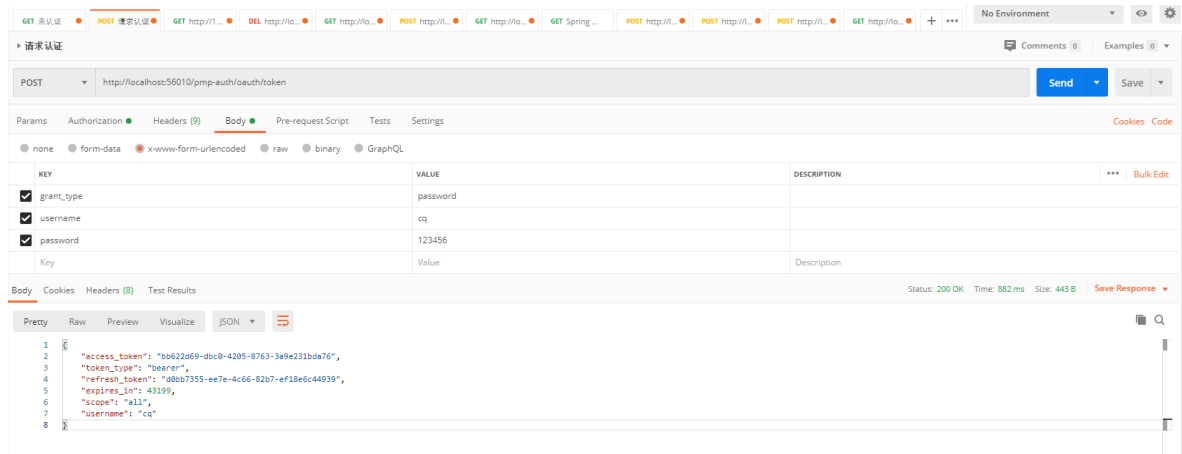 GET 未认证 POST 请求认证 GET http://1... DEL http://lo... GET http://lo... POST http://l... GET http://lo... GET Spring ... POST http://l... POST http://l... POST http://l... GET http://lo... + ••• No Environment
请求认证 Comments 0 Examples 0
POST http://localhost:56010/pmp-auth/oauth/token Send Save
Params Authorization Headers (9) Body Pre-request Script Tests Settings Cookies Code
none form-data x-www-form-urlencoded raw binary GraphQL
KEY VALUE DESCRIPTION ••• Bulk Edit
grant_type password
username cq
password 123456
Key Value Description
Body Cookies Headers (8) Test Results Status: 200 OK Time: 882 ms Size: 443 B Save Response
Pretty Raw Preview Visualize JSON
1 {
2 "access_token": "bb622d69-dbc0-4205-8763-3a9e231bda76",
3 "token_type": "bearer",
4 "refresh_token": "d0bb7355-ee7e-4c66-82b7-ef18e6c44939",
5 "expires_in": 43199,
6 "scope": "all",
7 "username": "cq"
8 }